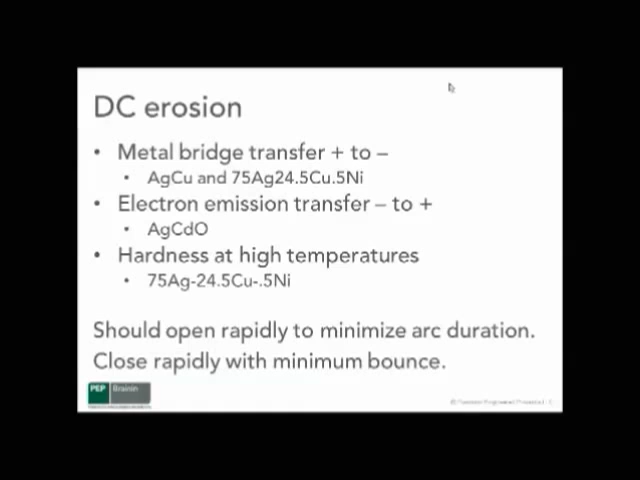 DC erosion
• Metal bridge transfer + to –
• AgCu and 75Ag24.5Cu.5Ni
• Electron emission transfer – to +
• AgCdO
• Hardness at high temperatures
• 75Ag-24.5Cu-.5Ni
Should open rapidly to minimize arc duration.
Close rapidly with minimum bounce.
PEP Brainin